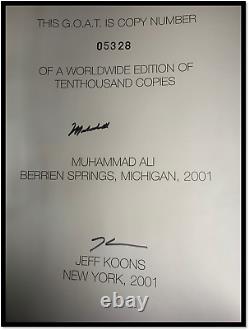 THIS G.O.A.T. IS COPY NUMBER
05328
OF A WORLDWIDE EDITION OF
TENTHOUSAND COPIES
MUHAMMAD ALI
BERRIEN SPRINGS, MICHIGAN, 2001
JEFF KOONS
NEW YORK, 2001